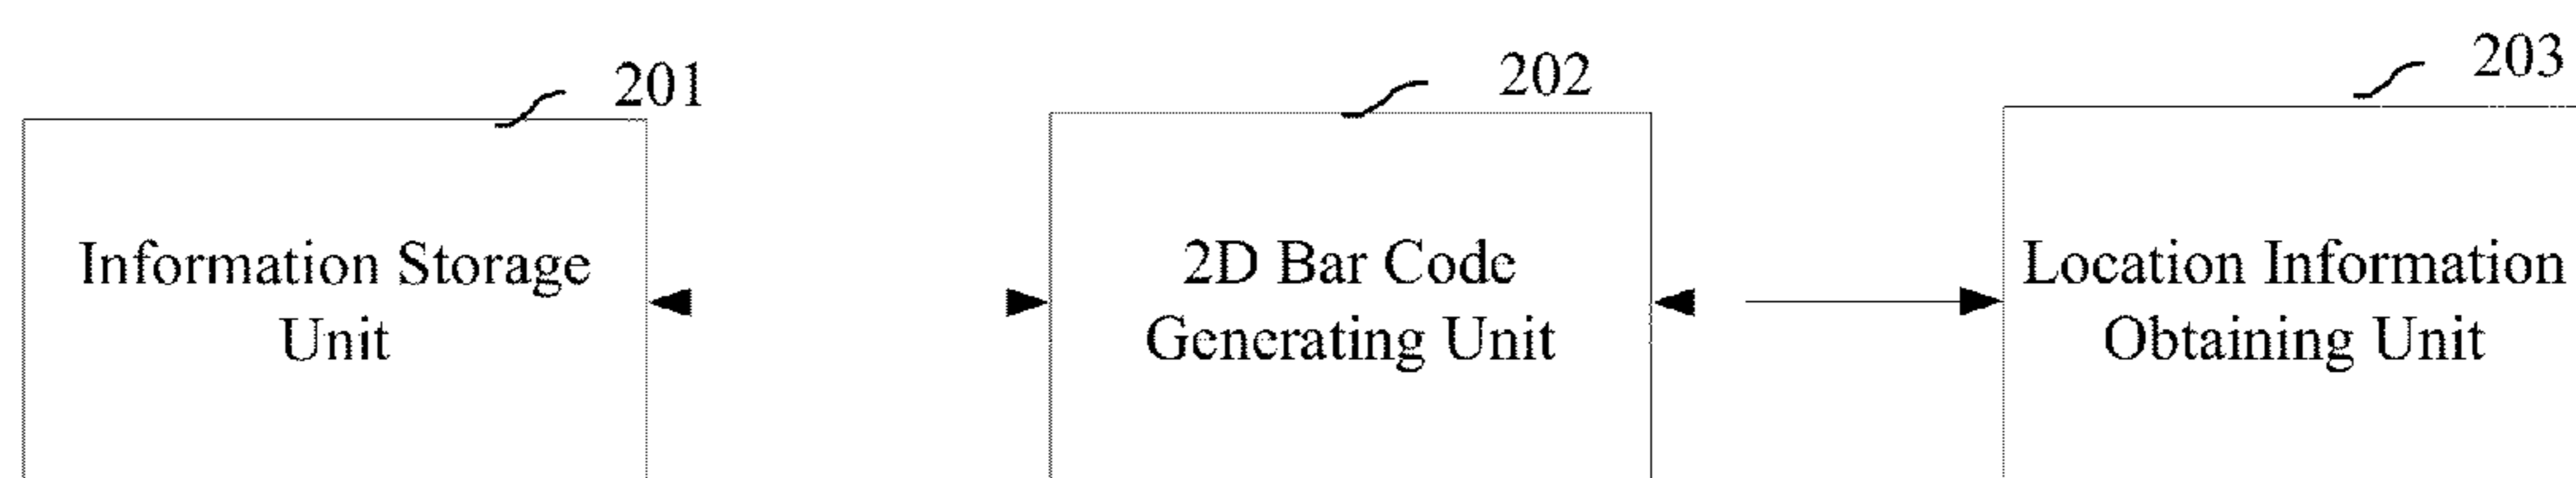 201
202
203
Information Storage
Unit
2D Bar Code
Generating Unit
Location Information
Obtaining Unit